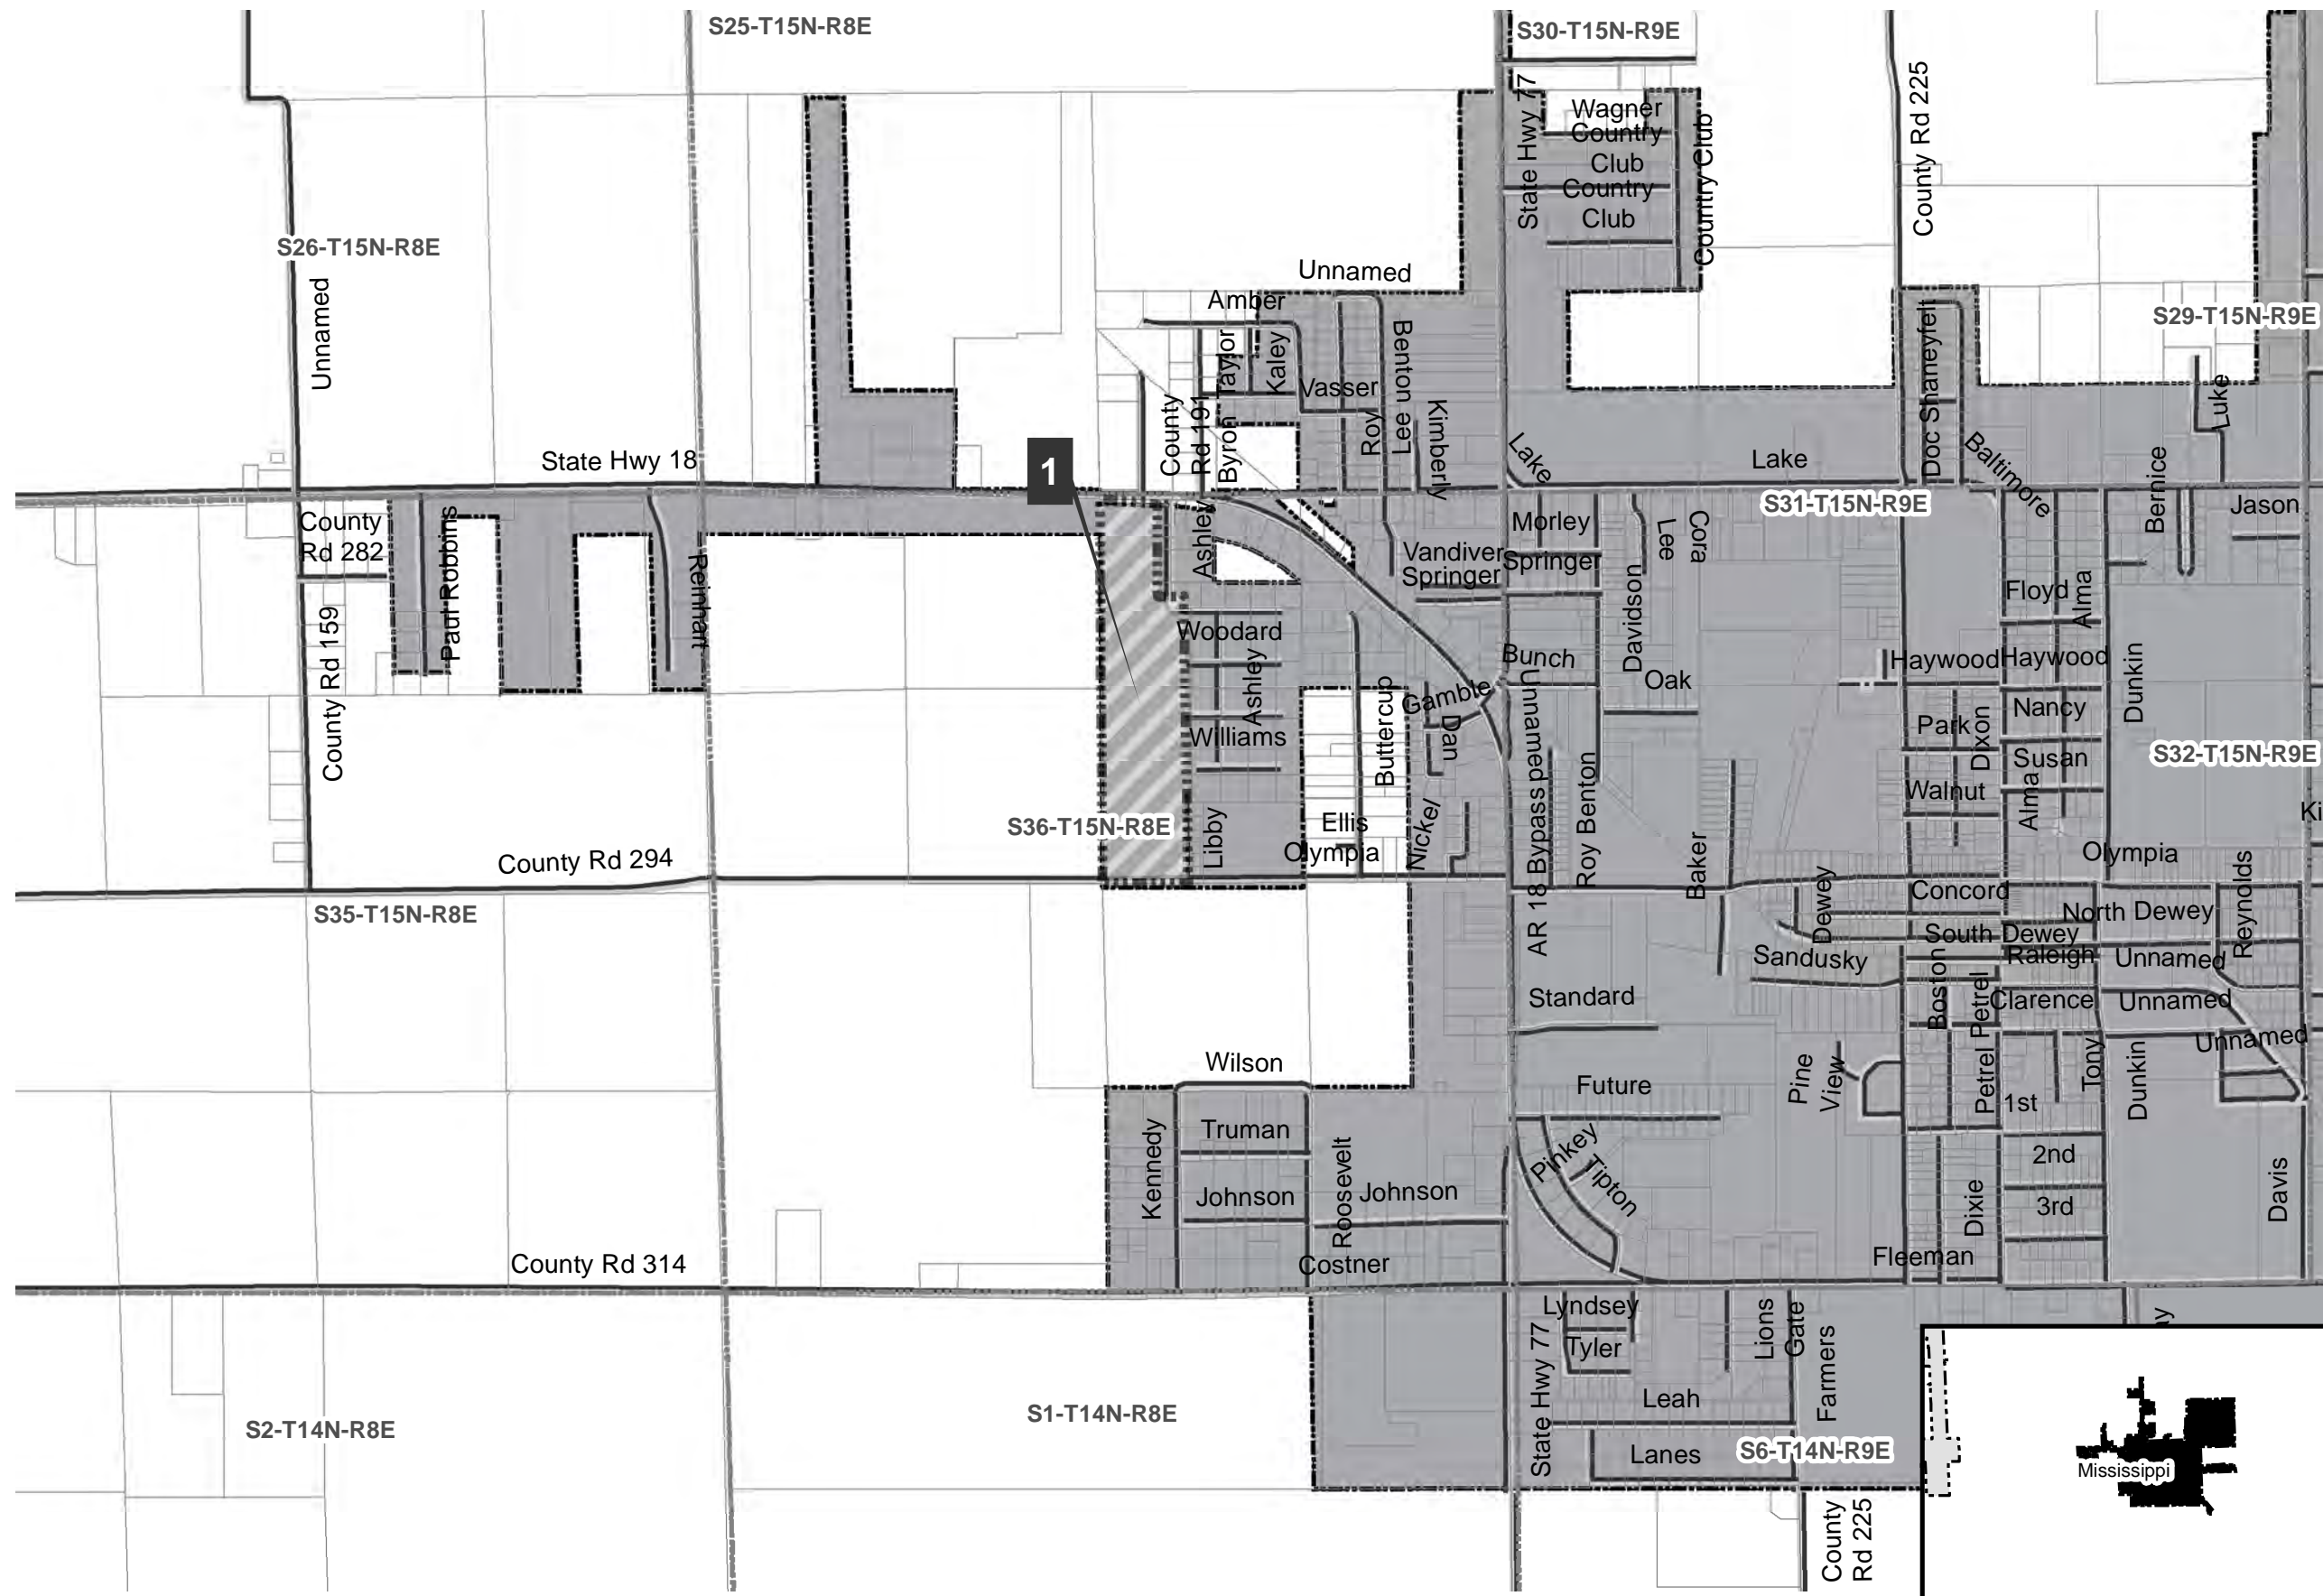 S25-T15N-R8E
S30-T15N-R9E
State Hwy 77
Wagner
Country
Club
Country
Club
Country Club
County Rd 225
S26-T15N-R8E
Unnamed
Unnamed
Amber
Taylor
Kaley
Vasser
Benton Lee
Roy
Kimberly
County
Rd 191
Byron
S29-T15N-R9E
Doc Shaneyfelt
Luke
State Hwy 18
1
Lake
Lake
Baltimore
Bernice
S31-T15N-R9E
Jason
County
Rd 282
Paul Robbins
Reinhart
Ashley
Vandiver
Springer
Morley
Springer
Lee
Cora
Davidson
Floyd
Alma
County Rd 159
Woodard
Ashley
Williams
Buttercup
Gamble
Dan
Bunch
Oak
Haywood
Haywood
Dunkin
Park
Dixon
Nancy
Susan
Walnut
Alma
S32-T15N-R9E
Ki
S36-T15N-R8E
Libby
Ellis
Olympia
Nickel
Unnamed
AR 18 Bypass
Roy Benton
Baker
Olympia
County Rd 294
S35-T15N-R8E
Dewey
Concord
North Dewey
Reynolds
South Dewey
Sandusky
Raleigh
Unnamed
Boston
Petrel
Clarence
Unnamed
Standard
Unnamed
Wilson
Future
Pine
View
Petrel
1st
Tony
Dunkin
Kennedy
Truman
Roosevelt
Johnson
Johnson
Pinkey
Tipton
2nd
Dixie
3rd
Davis
County Rd 314
Costner
Fleeman
Lyndsey
Tyler
Lions
Gate
Farmers
ay
S2-T14N-R8E
S1-T14N-R8E
State Hwy 77
Leah
Lanes
S6-T14N-R9E
County
Rd 225
Mississippi